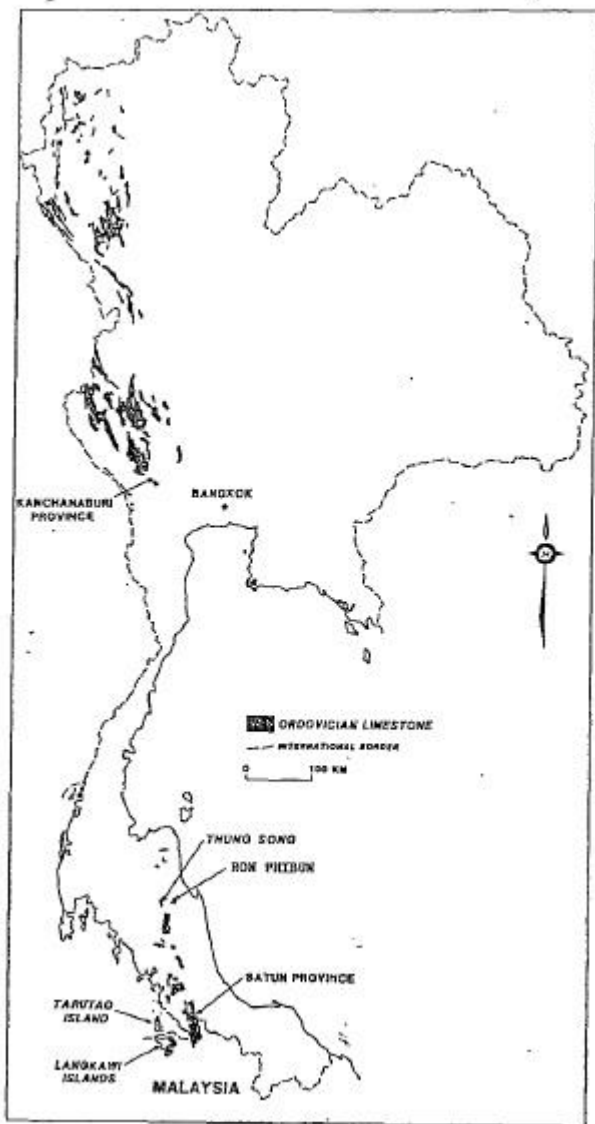 KANCHANABURI
PROVINCE
BANGKOK
N
ORDOVICIAN LIMESTONE
INTERNATIONAL BORDER
0 100 KM
THUNG SONG
RON PHIBUN
SATUN PROVINCE
TARUTAO
ISLAND
LANGKAWI
ISLANDS
MALAYSIA